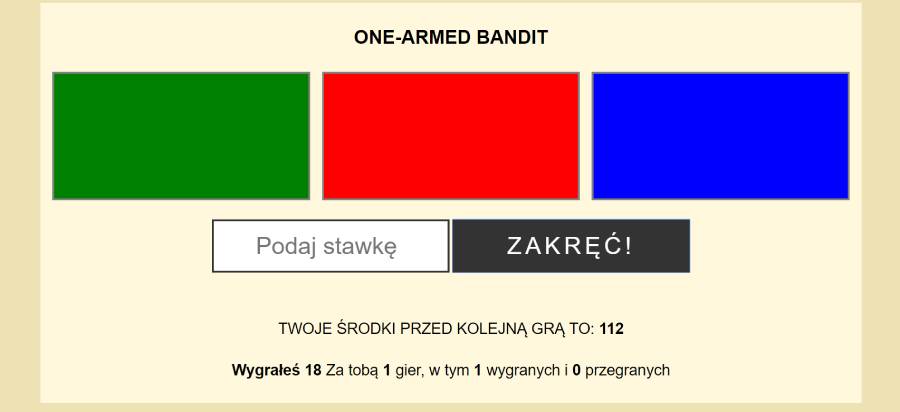 ONE-ARMED BANDIT
Podaj stawkę ZAKRĘĆ!
TWOJE ŚRODKI PRZED KOLEJNĄ GRĄ TO: 112
Wygrałeś 18 Za tobą 1 gier, w tym 1 wygranych i 0 przegranych